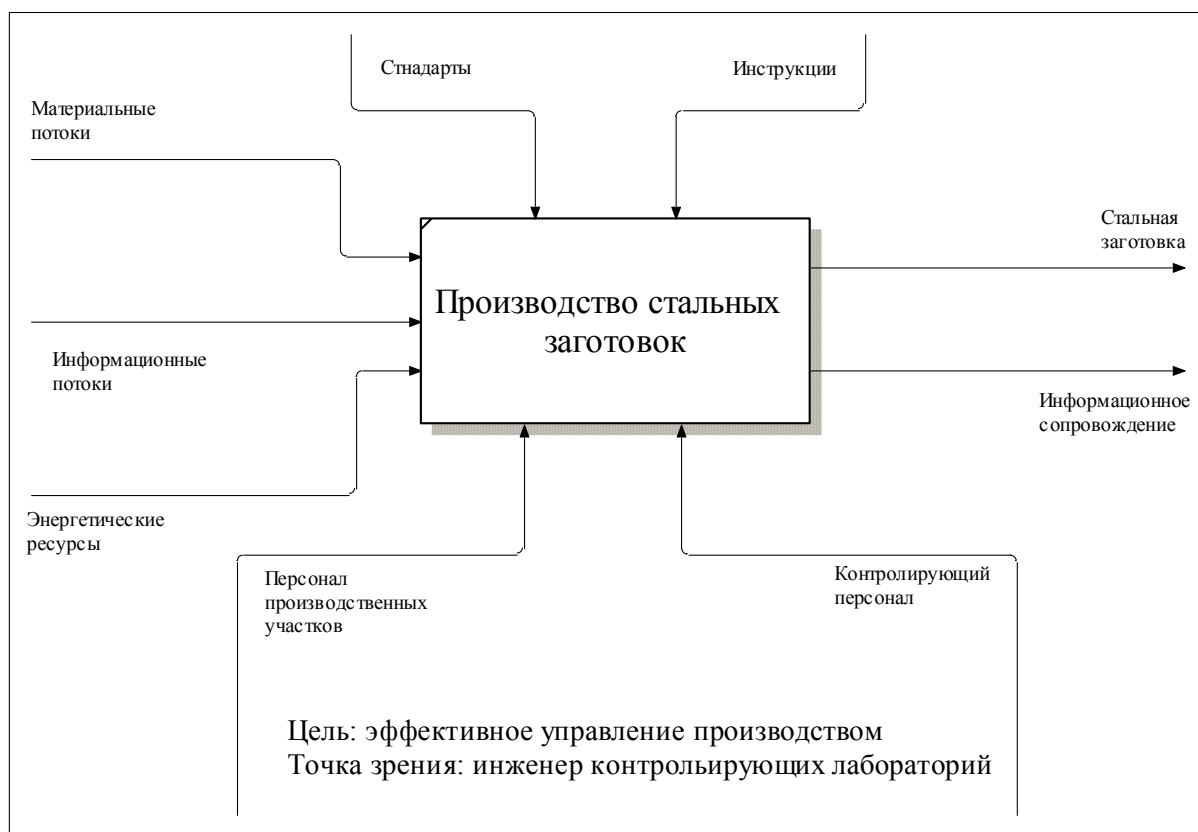 Стнадарты
Инструкции
Материальные
потоки
Стальная
заготовка
Производство стальных
заготовок
Информационные
потоки
Информационное
сопровождение
Энергетические
ресурсы
Персонал
производственных
участков
Контролирующий
персонал
Цель: эффективное управление производством
Точка зрения: инженер контрольирующих лабораторий